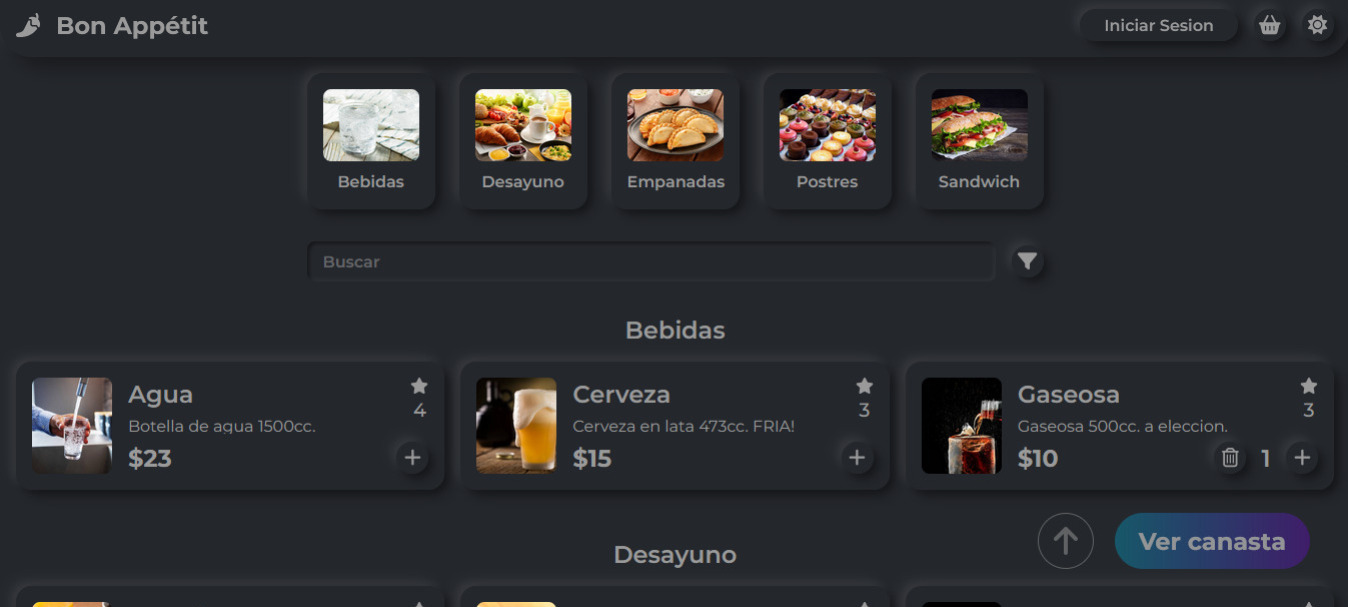 Bon Appétit
Iniciar Sesion
Bebidas
Desayuno
Empanadas
Postres
Sandwich
Buscar
Bebidas
Agua
4
Botella de agua 1500cc.
$23
Cerveza
3
Cerveza en lata 473cc. FRIA!
$15
Gaseosa
3
Gaseosa 500cc. a eleccion.
$10
1
Ver canasta
Desayuno